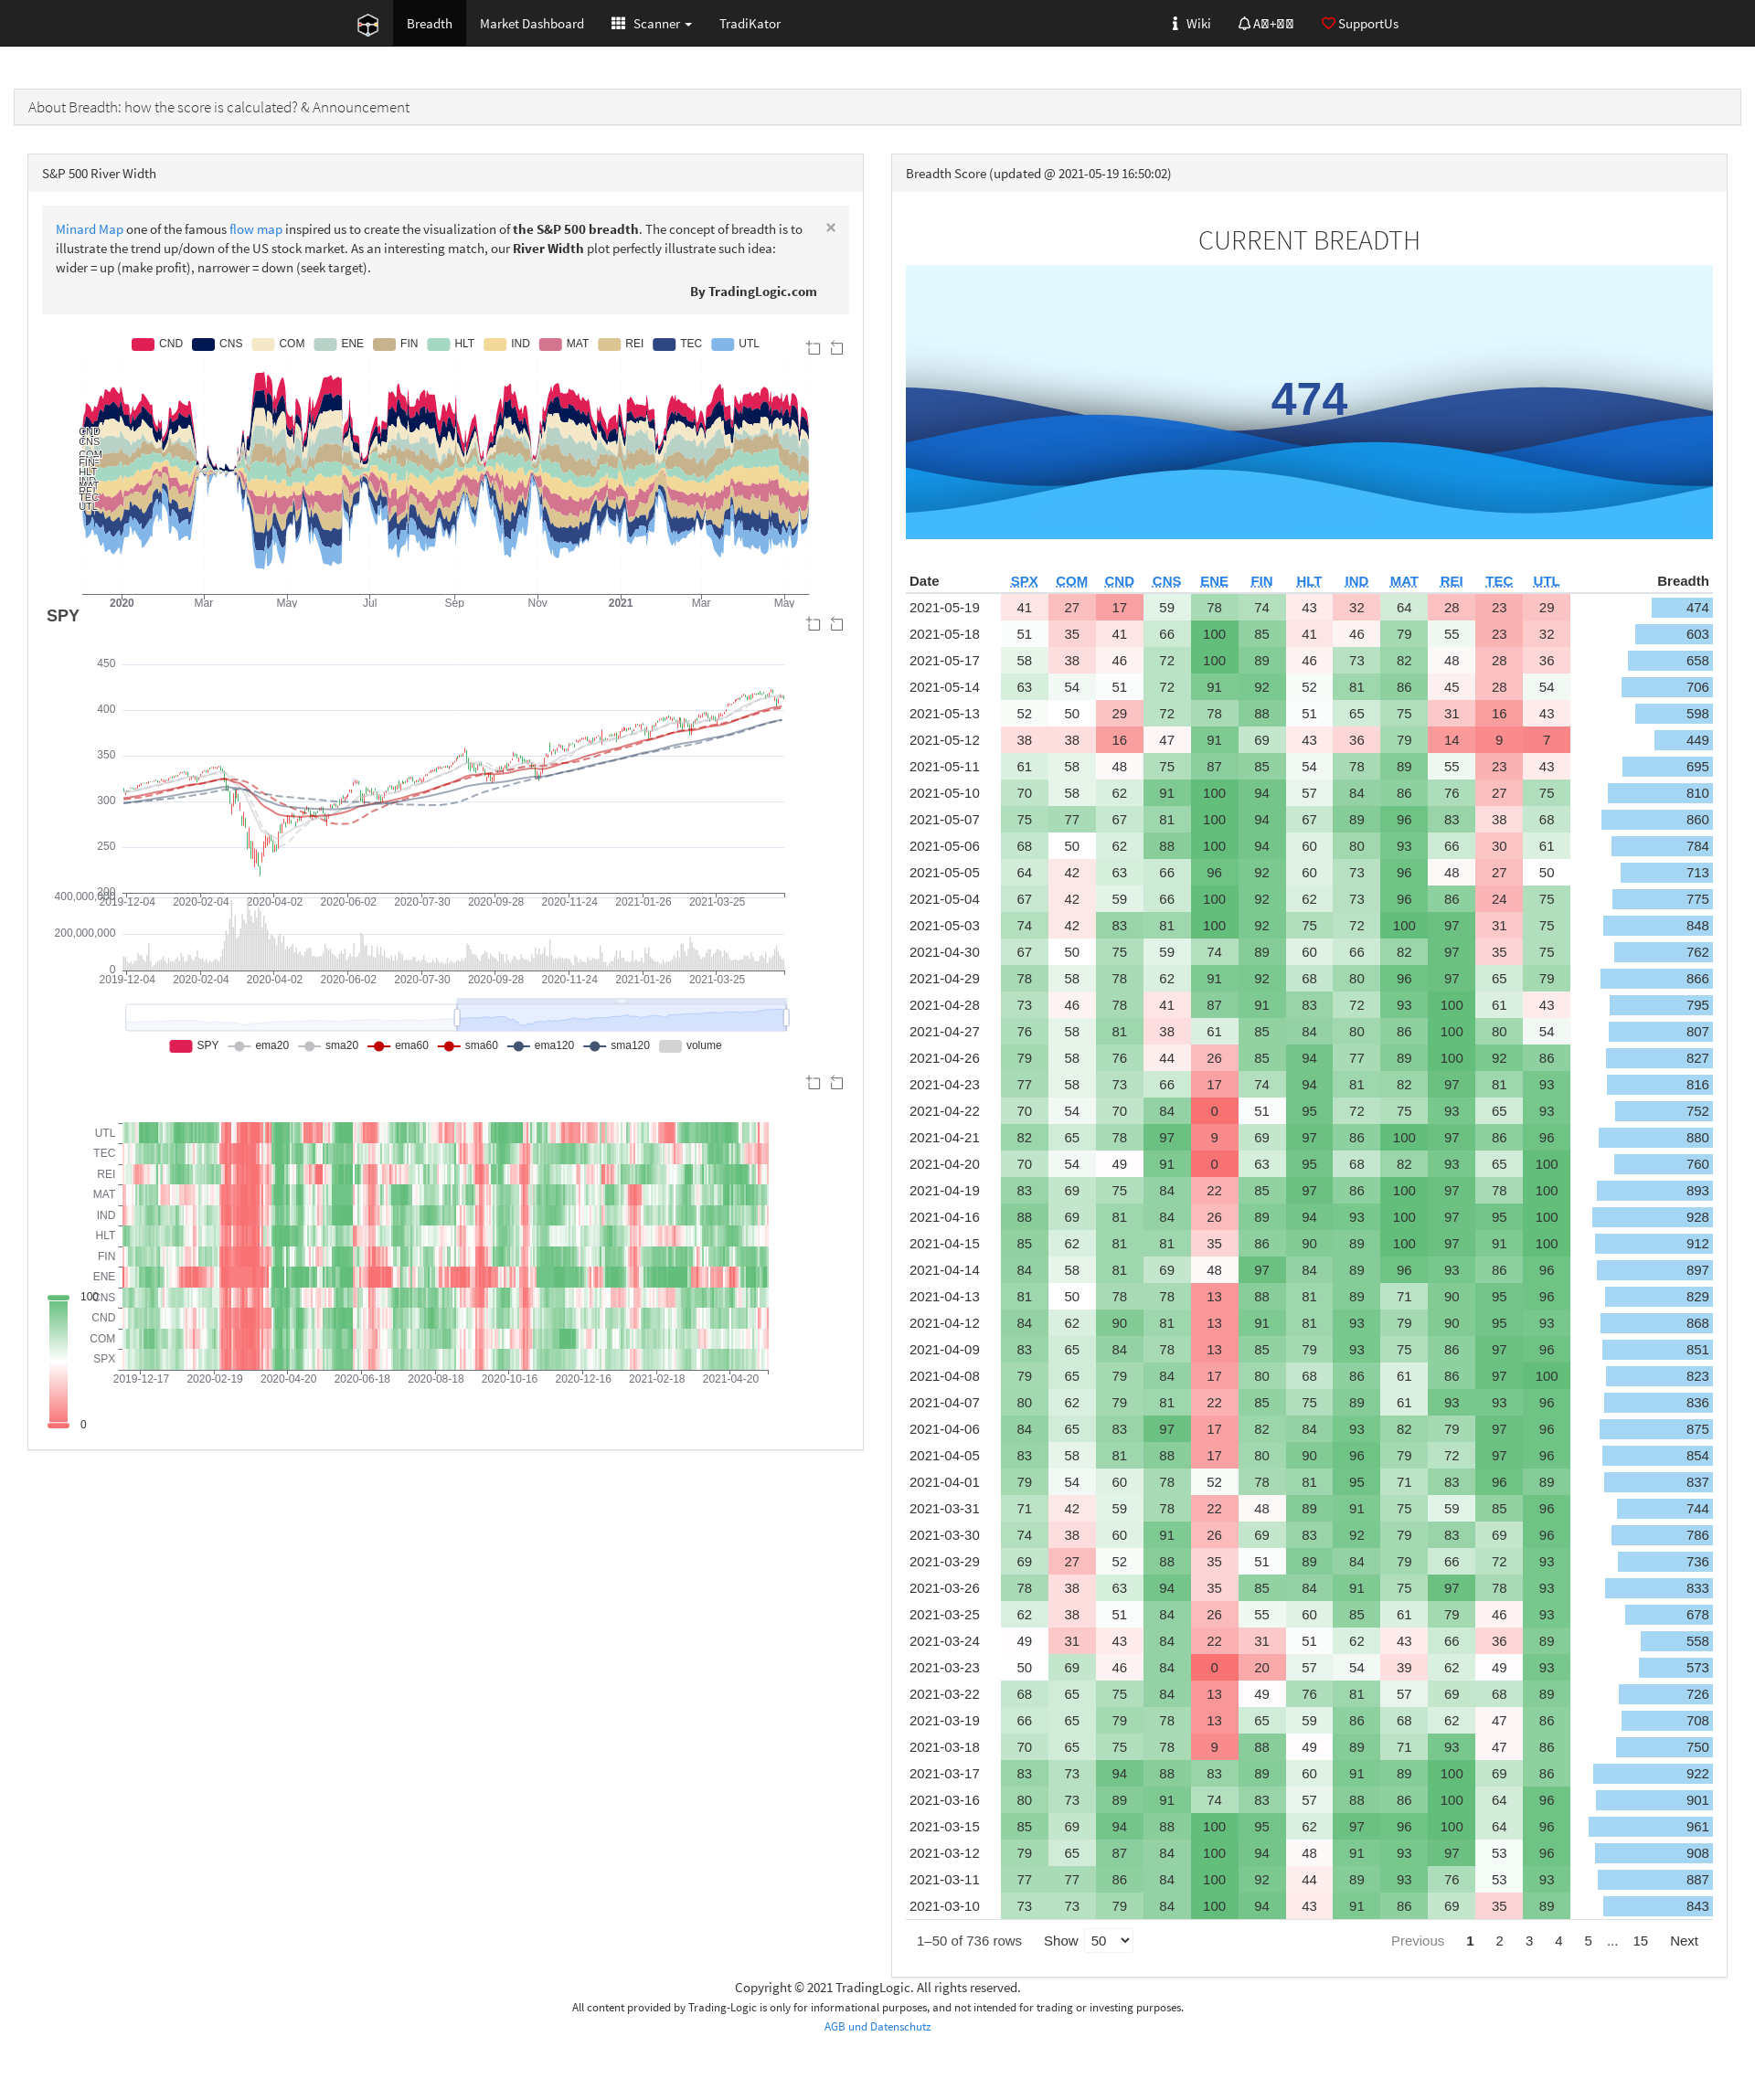 Breadth Market Dashboard Scanner TradiKator Wiki SupportUs
About Breadth: how the score is calculated? & Announcement
S&P 500 River Width
Minard Map one of the famous flow map inspired us to create the visualization of the S&P 500 breadth. The concept of breadth is to ×
illustrate the trend up/down of the US stock market. As an interesting match, our River Width plot perfectly illustrate such idea:
wider = up (make profit), narrower = down (seek target).
By TradingLogic.com
CND CNS COM ENE FIN HLT IND MAT REI TEC UTL
CND
CNS
COM
FIN
HLT
IND
MAT
REI
TEC
UTL
2020 Mar May Jul Sep Nov 2021 Mar May
SPY
450
400
350
300
250
200
2019-12-04 2020-02-04 2020-04-02 2020-06-02 2020-07-30 2020-09-28 2020-11-24 2021-01-26 2021-03-25
400,000,000
200,000,000
0
2019-12-04 2020-02-04 2020-04-02 2020-06-02 2020-07-30 2020-09-28 2020-11-24 2021-01-26 2021-03-25
SPY ema20 sma20 ema60 sma60 ema120 sma120 volume
UTL
TEC
REI
MAT
IND
HLT
FIN
ENE
CNS
CND
COM
SPX
2019-12-17 2020-02-19 2020-04-20 2020-06-18 2020-08-18 2020-10-16 2020-12-16 2021-02-18 2021-04-20
100
0
Breadth Score (updated @ 2021-05-19 16:50:02)
CURRENT BREADTH
474
Date SPX COM CND CNS ENE FIN HLT IND MAT REI TEC UTL Breadth
2021-05-19 41 27 17 59 78 74 43 32 64 28 23 29 474
2021-05-18 51 35 41 66 100 85 41 46 79 55 23 32 603
2021-05-17 58 38 46 72 100 89 46 73 82 48 28 36 658
2021-05-14 63 54 51 72 91 92 52 81 86 45 28 54 706
2021-05-13 52 50 29 72 78 88 51 65 75 31 16 43 598
2021-05-12 38 38 16 47 91 69 43 36 79 14 9 7 449
2021-05-11 61 58 48 75 87 85 54 78 89 55 23 43 695
2021-05-10 70 58 62 91 100 94 57 84 86 76 27 75 810
2021-05-07 75 77 67 81 100 94 67 89 96 83 38 68 860
2021-05-06 68 50 62 88 100 94 60 80 93 66 30 61 784
2021-05-05 64 42 63 66 96 92 60 73 96 48 27 50 713
2021-05-04 67 42 59 66 100 92 62 73 96 86 24 75 775
2021-05-03 74 42 83 81 100 92 75 72 100 97 31 75 848
2021-04-30 67 50 75 59 74 89 60 66 82 97 35 75 762
2021-04-29 78 58 78 62 91 92 68 80 96 97 65 79 866
2021-04-28 73 46 78 41 87 91 83 72 93 100 61 43 795
2021-04-27 76 58 81 38 61 85 84 80 86 100 80 54 807
2021-04-26 79 58 76 44 26 85 94 77 89 100 92 86 827
2021-04-23 77 58 73 66 17 74 94 81 82 97 81 93 816
2021-04-22 70 54 70 84 0 51 95 72 75 93 65 93 752
2021-04-21 82 65 78 97 9 69 97 86 100 97 86 96 880
2021-04-20 70 54 49 91 0 63 95 68 82 93 65 100 760
2021-04-19 83 69 75 84 22 85 97 86 100 97 78 100 893
2021-04-16 88 69 81 84 26 89 94 93 100 97 95 100 928
2021-04-15 85 62 81 81 35 86 90 89 100 97 91 100 912
2021-04-14 84 58 81 69 48 97 84 89 96 93 86 96 897
2021-04-13 81 50 78 78 13 88 81 89 71 90 95 96 829
2021-04-12 84 62 90 81 13 91 81 93 79 90 95 93 868
2021-04-09 83 65 84 78 13 85 79 93 75 86 97 96 851
2021-04-08 79 65 79 84 17 80 68 86 61 86 97 100 823
2021-04-07 80 62 79 81 22 85 75 89 61 93 93 96 836
2021-04-06 84 65 83 97 17 82 84 93 82 79 97 96 875
2021-04-05 83 58 81 88 17 80 90 96 79 72 97 96 854
2021-04-01 79 54 60 78 52 78 81 95 71 83 96 89 837
2021-03-31 71 42 59 78 22 48 89 91 75 59 85 96 744
2021-03-30 74 38 60 91 26 69 83 92 79 83 69 96 786
2021-03-29 69 27 52 88 35 51 89 84 79 66 72 93 736
2021-03-26 78 38 63 94 35 85 84 91 75 97 78 93 833
2021-03-25 62 38 51 84 26 55 60 85 61 79 46 93 678
2021-03-24 49 31 43 84 22 31 51 62 43 66 36 89 558
2021-03-23 50 69 46 84 0 20 57 54 39 62 49 93 573
2021-03-22 68 65 75 84 13 49 76 81 57 69 68 89 726
2021-03-19 66 65 79 78 13 65 59 86 68 62 47 86 708
2021-03-18 70 65 75 78 9 88 49 89 71 93 47 86 750
2021-03-17 83 73 94 88 83 89 60 91 89 100 69 86 922
2021-03-16 80 73 89 91 74 83 57 88 86 100 64 96 901
2021-03-15 85 69 94 88 100 95 62 97 96 100 64 96 961
2021-03-12 79 65 87 84 100 94 48 91 93 97 53 96 908
2021-03-11 77 77 86 84 100 92 44 89 93 76 53 93 887
2021-03-10 73 73 79 84 100 94 43 91 86 69 35 89 843
1–50 of 736 rows Show 50 Previous 1 2 3 4 5 ... 15 Next
Copyright © 2021 TradingLogic. All rights reserved.
All content provided by Trading-Logic is only for informational purposes, and not intended for trading or investing purposes.
AGB und Datenschutz